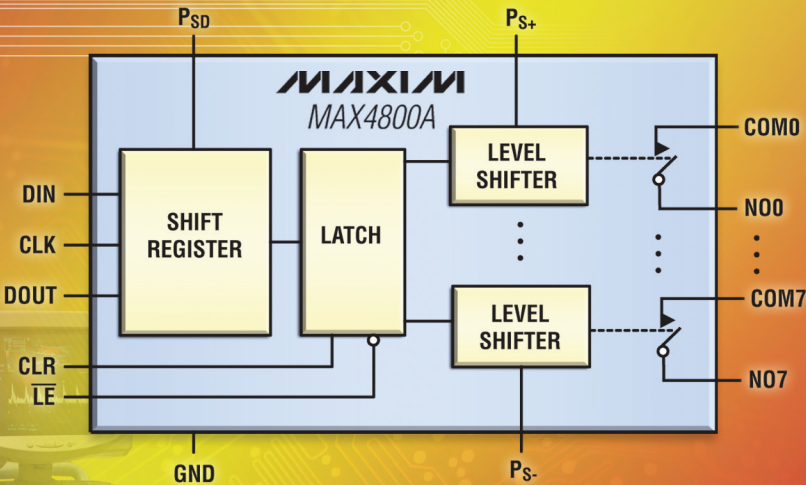 PSD
PS+
MAXIM
MAX4800A
DIN
CLK
DOUT
CLR
LE
SHIFT
REGISTER
LATCH
LEVEL
SHIFTER
LEVEL
SHIFTER
COM0
NO0
COM7
NO7
GND
PS-